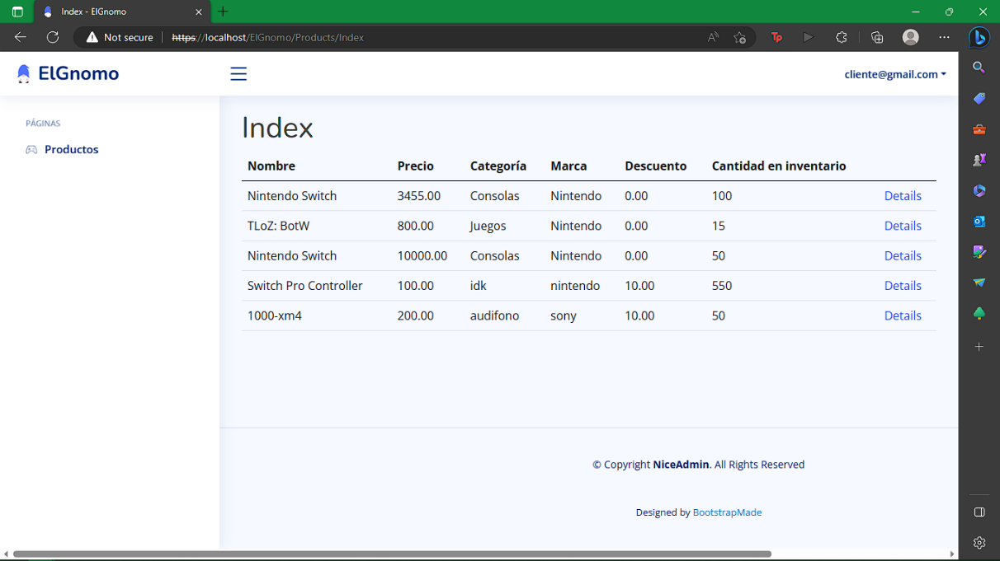 Index - ElGnomo
Not secure https://localhost/ElGnomo/Products/Index
ElGnomo
cliente@gmail.com
PÁGINAS
Productos
Index
Nombre Precio Categoría Marca Descuento Cantidad en inventario
Nintendo Switch 3455.00 Consolas Nintendo 0.00 100 Details
TLoZ: BotW 800.00 Juegos Nintendo 0.00 15 Details
Nintendo Switch 10000.00 Consolas Nintendo 0.00 50 Details
Switch Pro Controller 100.00 idk nintendo 10.00 550 Details
1000-xm4 200.00 audifono sony 10.00 50 Details
© Copyright NiceAdmin. All Rights Reserved
Designed by BootstrapMade